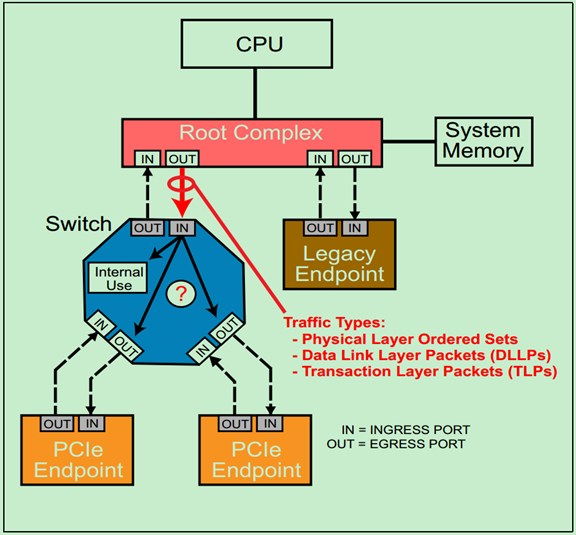 CPU
Root Complex
IN OUT IN OUT
System
Memory
Switch
OUT IN
OUT IN
Legacy
Endpoint
Internal
Use
?
IN OUT
IN OUT
Traffic Types:
- Physical Layer Ordered Sets
- Data Link Layer Packets (DLLPs)
- Transaction Layer Packets (TLPs)
OUT IN
PCIe
Endpoint
OUT IN
PCIe
Endpoint
IN = INGRESS PORT
OUT = EGRESS PORT